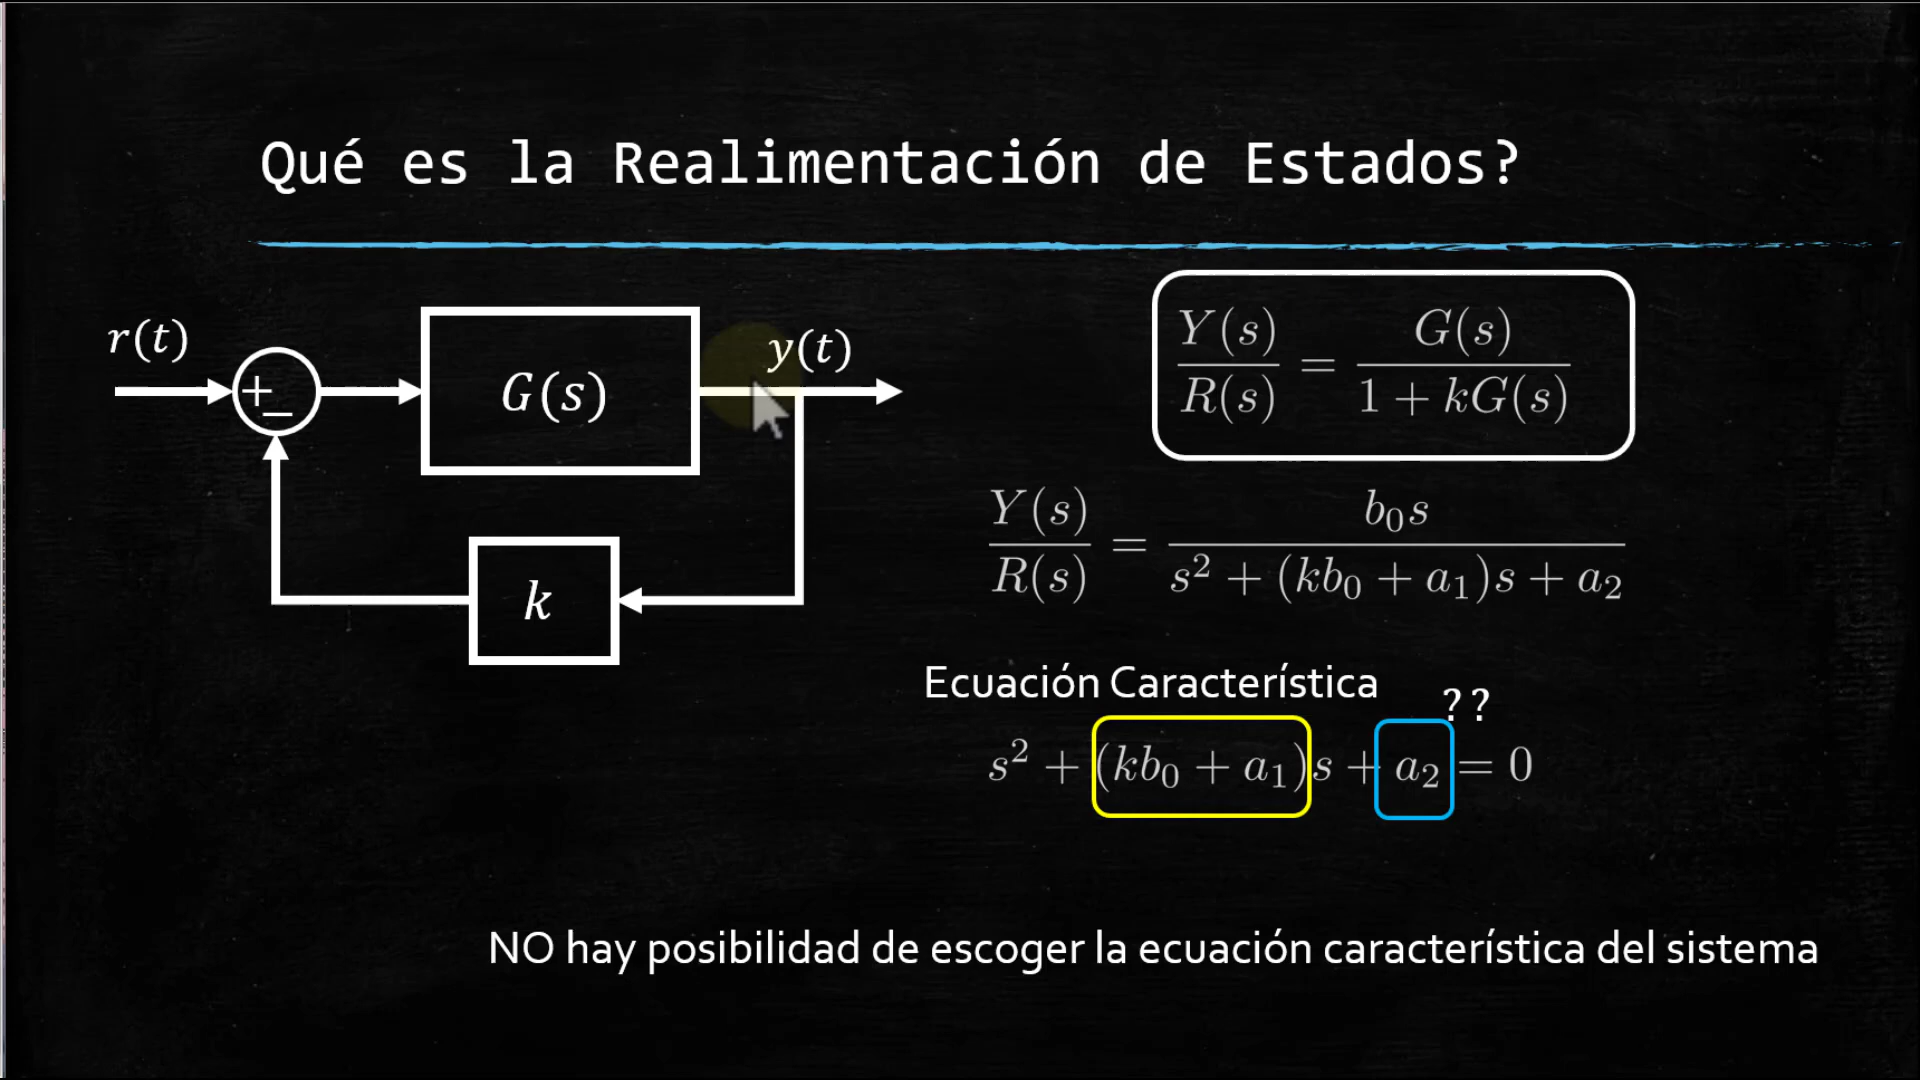 Qué es la Realimentación de Estados?
r(t)
+
−
G(s)
y(t)
k
Y(s)/R(s) = G(s)/(1 + kG(s))
Y(s)/R(s) = b₀s/(s² + (kb₀ + a₁)s + a₂)
Ecuación Característica
??
s² + (kb₀ + a₁)s + a₂ = 0
NO hay posibilidad de escoger la ecuación característica del sistema